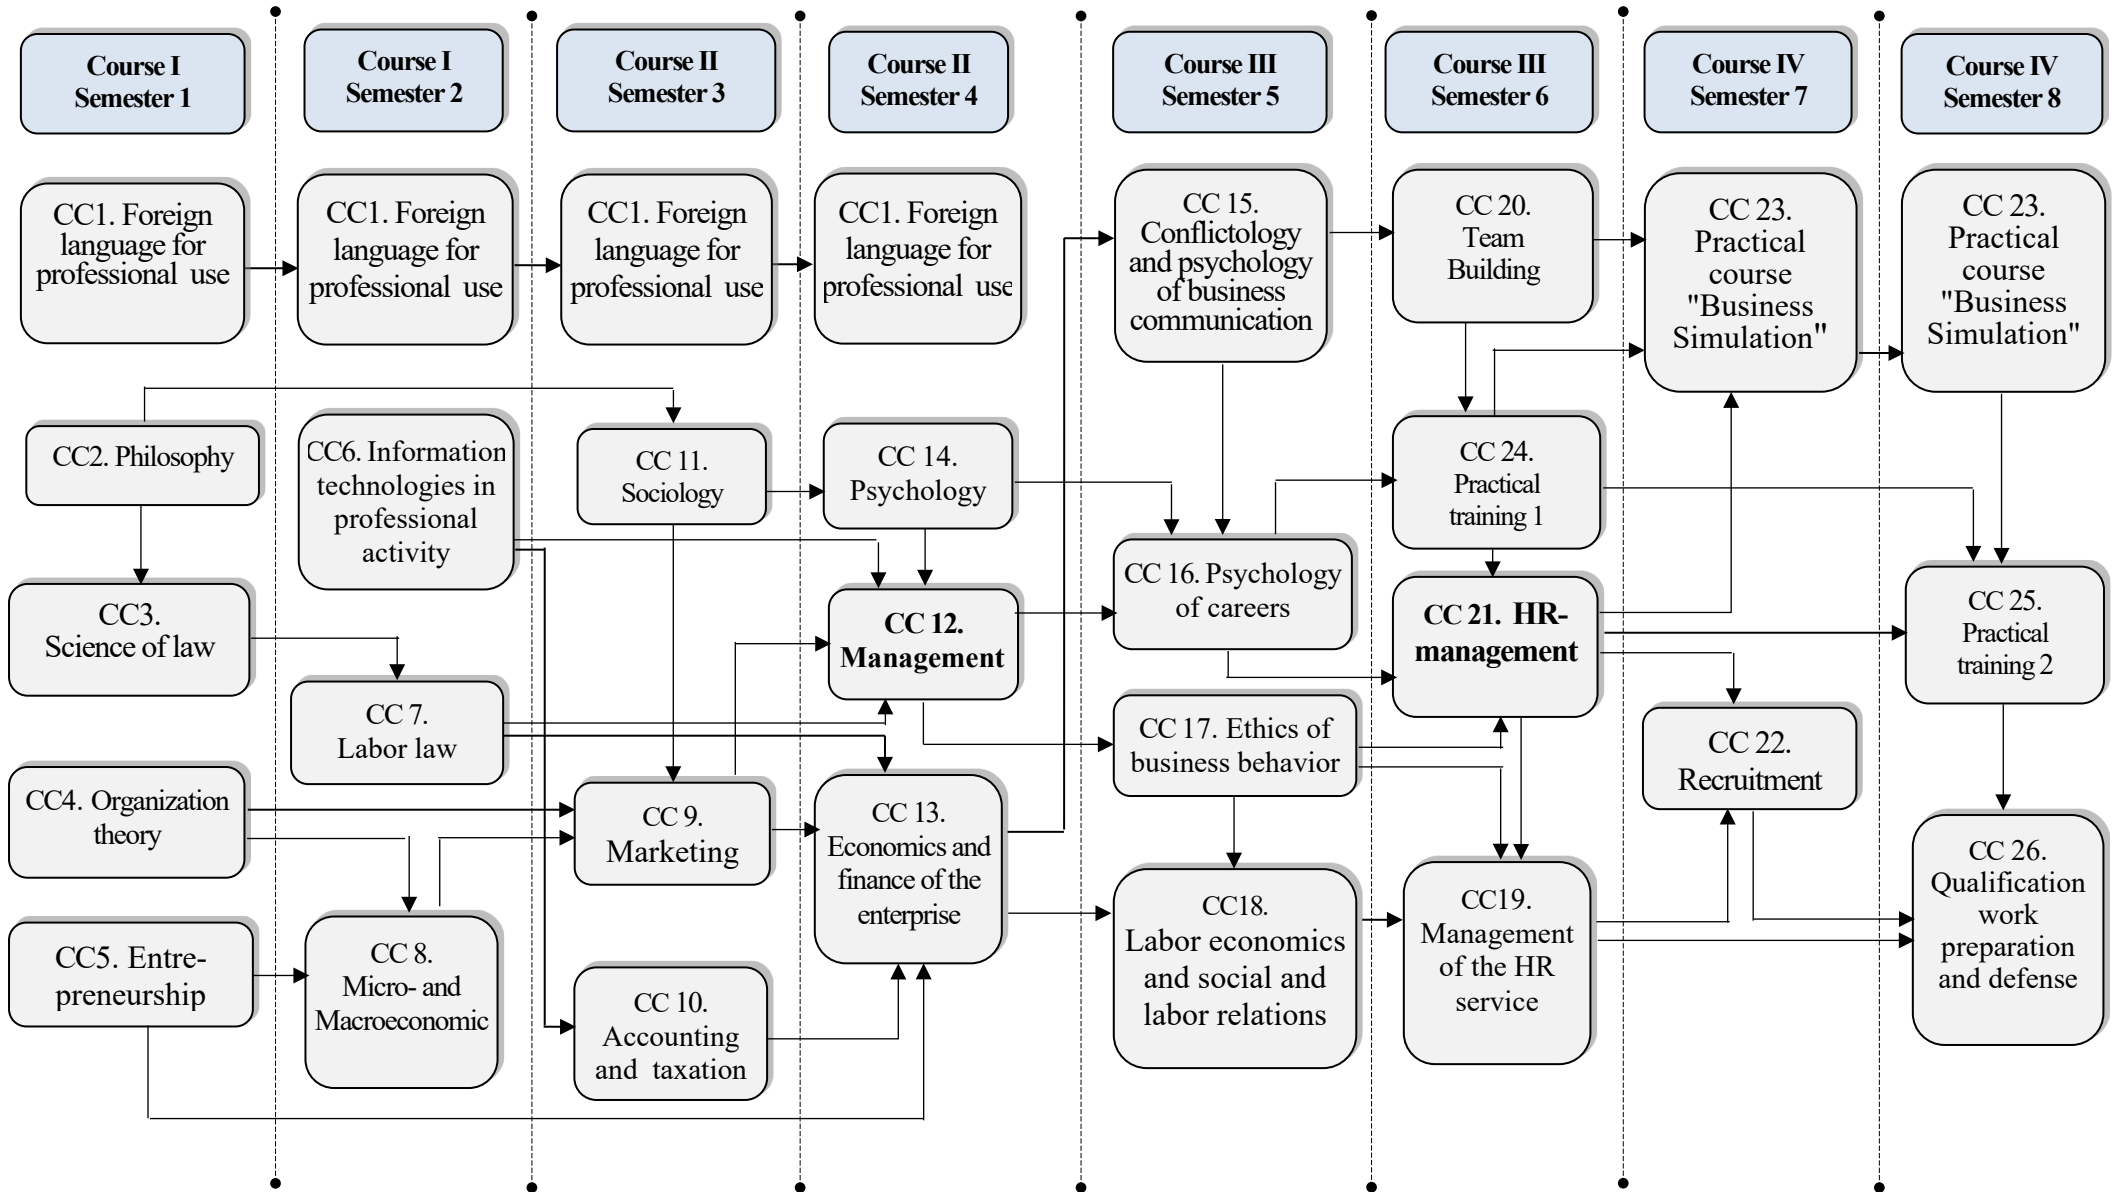 Course I
Semester 1
Course I
Semester 2
Course II
Semester 3
Course II
Semester 4
Course III
Semester 5
Course III
Semester 6
Course IV
Semester 7
Course IV
Semester 8
CC1. Foreign
language for
professional use
CC1. Foreign
language for
professional use
CC1. Foreign
language for
professional use
CC1. Foreign
language for
professional use
CC 15.
Conflictology
and psychology
of business
communication
CC 20.
Team
Building
CC 23.
Practical
course
"Business
Simulation"
CC 23.
Practical
course
"Business
Simulation"
CC2. Philosophy
CC6. Information
technologies in
professional
activity
CC 11.
Sociology
CC 14.
Psychology
CC 24.
Practical
training 1
CC3.
Science of law
CC 12.
Management
CC 16. Psychology
of careers
CC 21. HR-
management
CC 25.
Practical
training 2
CC 7.
Labor law
CC 17. Ethics of
business behavior
CC 22.
Recruitment
CC4. Organization
theory
CC 9.
Marketing
CC 13.
Economics and
finance of the
enterprise
CC18.
Labor economics
and social and
labor relations
CC19.
Management
of the HR
service
CC 26.
Qualification
work
preparation
and defense
CC5. Entre-
preneurship
CC 8.
Micro- and
Macroeconomic
CC 10.
Accounting
and taxation